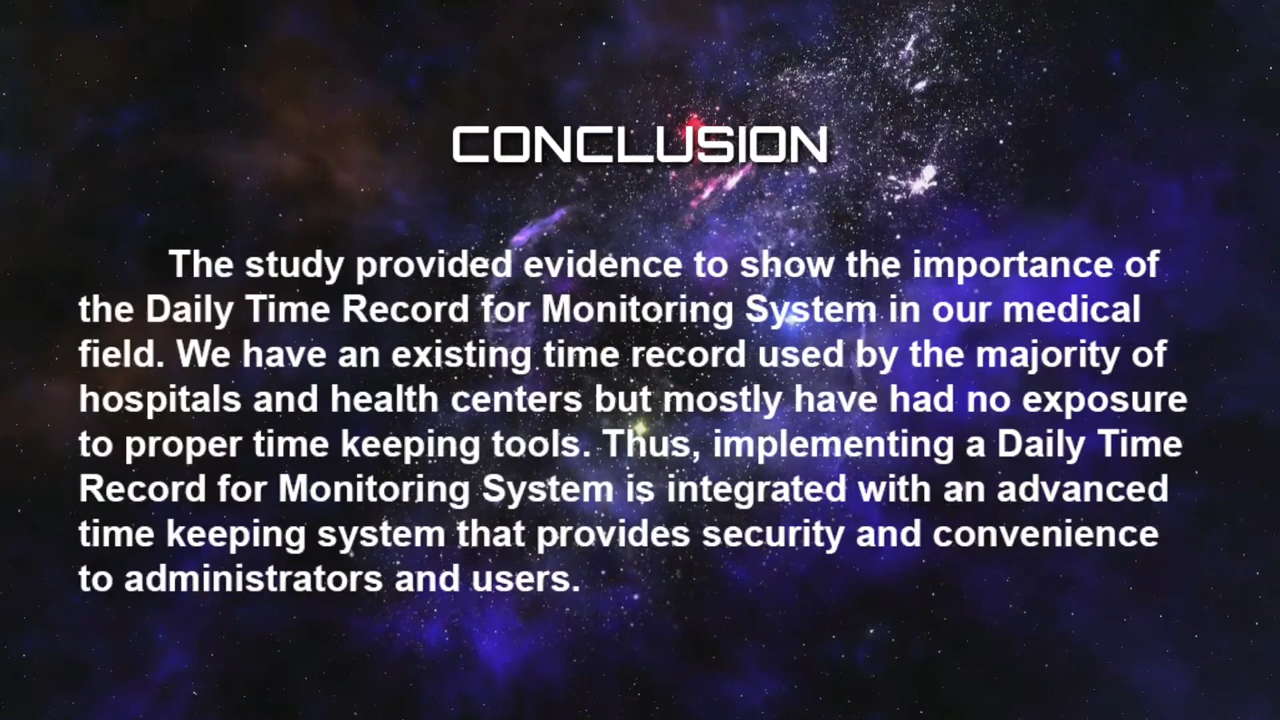 CONCLUSION
The study provided evidence to show the importance of
the Daily Time Record for Monitoring System in our medical
field. We have an existing time record used by the majority of
hospitals and health centers but mostly have had no exposure
to proper time keeping tools. Thus, implementing a Daily Time
Record for Monitoring System is integrated with an advanced
time keeping system that provides security and convenience
to administrators and users.